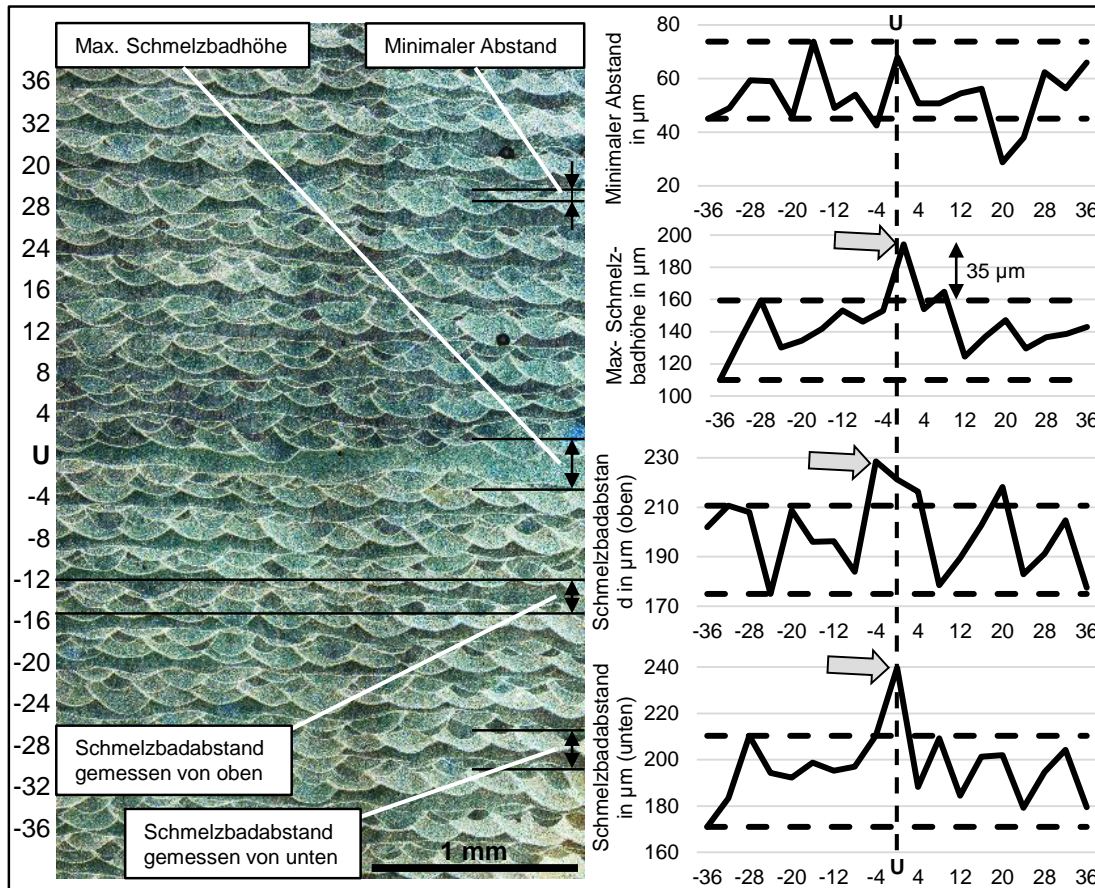 Max. Schmelzbadhöhe
Minimaler Abstand
36
32
20
28
24
16
12
8
4
U
-4
-8
-12
-16
-20
-24
-28
-32
-36
Schmelzbadabstand
gemessen von oben
Schmelzbadabstand
gemessen von unten
1 mm
U
Minimaler Abstand
in µm
80
60
40
20
-36 -28 -20 -12 -4 4 12 20 28 36
Max- Schmelz-
badhöhe in µm
200
180
160
140
120
100
35 µm
-36 -28 -20 -12 -4 4 12 20 28 36
Schmelzbadabstan
d in µm (oben)
230
210
190
170
-36 -28 -20 -12 -4 4 12 20 28 36
Schmelzbadabstand
in µm (unten)
240
220
200
180
160
-36 -28 -20 -12 -4 4 12 20 28 36
U